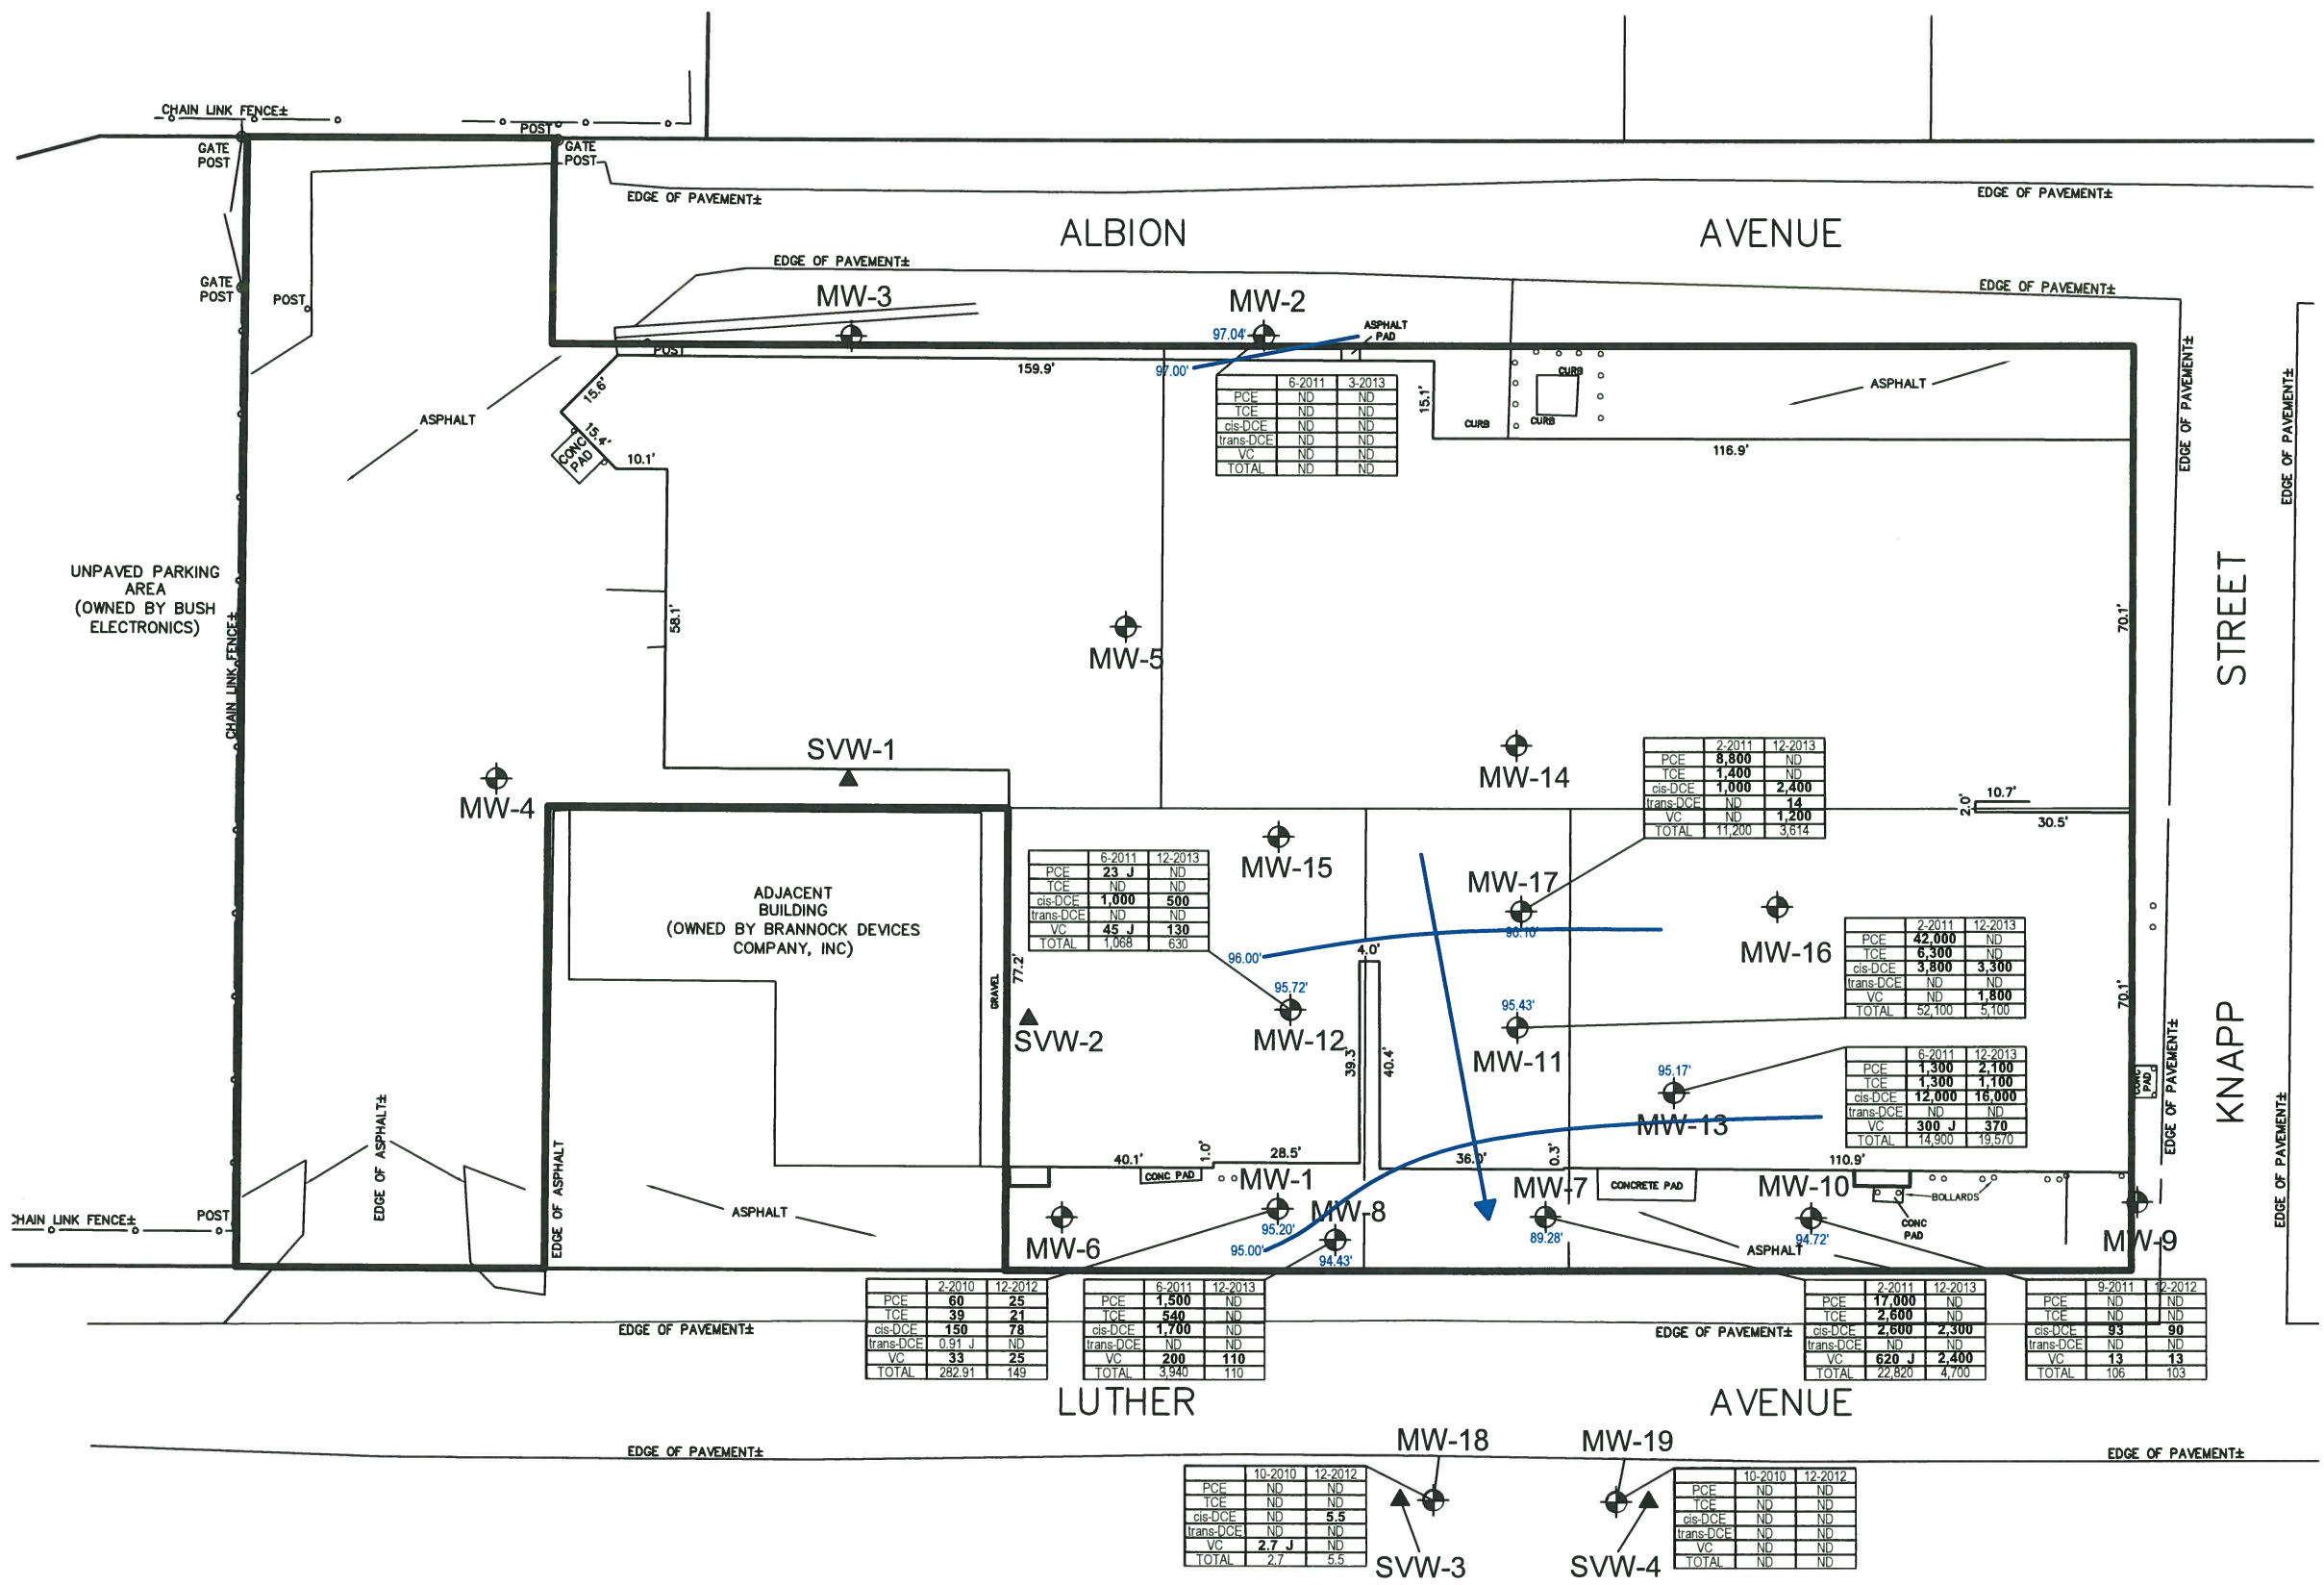 CHAIN LINK FENCE±
POST
GATE
POST
GATE
POST
EDGE OF PAVEMENT±
EDGE OF PAVEMENT±
ALBION AVENUE
EDGE OF PAVEMENT±
EDGE OF PAVEMENT±
GATE
POST
POST
MW-3
MW-2
97.04'
ASPHALT
PAD
POST
159.9'
97.00'
15.6'
15.4'
CONC
PAD
10.1'
ASPHALT
6-2011 3-2013
PCE ND ND
TCE ND ND
cis-DCE ND ND
trans-DCE ND ND
VC ND ND
TOTAL ND ND
15.1'
CURB
CURB
CURB
ASPHALT
116.9'
EDGE OF PAVEMENT±
EDGE OF PAVEMENT±
UNPAVED PARKING
AREA
(OWNED BY BUSH
ELECTRONICS)
CHAIN LINK FENCE±
58.1'
MW-5
70.1'
KNAPP STREET
SVW-1
MW-4
MW-14
2-2011 12-2013
PCE 8,800 ND
TCE 1,400 ND
cis-DCE 1,000 2,400
trans-DCE ND 14
VC ND 1,200
TOTAL 11,200 3,614
2.0'
10.7'
30.5'
MW-15
6-2011 12-2013
PCE 23 J ND
TCE ND ND
cis-DCE 1,000 500
trans-DCE ND ND
VC 45 J 130
TOTAL 1,068 630
ADJACENT
BUILDING
(OWNED BY BRANNOCK DEVICES
COMPANY, INC)
GRAVEL
77.2'
MW-17
96.10'
96.00'
4.0'
MW-16
2-2011 12-2013
PCE 42,000 ND
TCE 6,300 ND
cis-DCE 3,800 3,300
trans-DCE ND ND
VC ND 1,800
TOTAL 52,100 5,100
95.72'
MW-12
SVW-2
39.3'
40.4'
95.43'
MW-11
70.1'
95.17'
MW-13
6-2011 12-2013
PCE 1,300 2,100
TCE 1,300 1,100
cis-DCE 12,000 16,000
trans-DCE ND ND
VC 300 J 370
TOTAL 14,900 19,570
CONC
PAD
EDGE OF PAVEMENT±
EDGE OF PAVEMENT±
EDGE OF ASPHALT±
EDGE OF ASPHALT
40.1'
1.0'
28.5'
36.0'
0.3'
110.9'
CONC PAD
CONCRETE PAD
BOLLARDS
CONC
PAD
CHAIN LINK FENCE±
POST
ASPHALT
MW-6
MW-1
95.20'
95.00'
MW-8
94.43'
MW-7
89.28'
ASPHALT
MW-10
94.72'
MW-9
2-2010 12-2012
PCE 60 25
TCE 39 21
cis-DCE 150 78
trans-DCE 0.91 J ND
VC 33 25
TOTAL 282.91 149
6-2011 12-2013
PCE 1,500 ND
TCE 540 ND
cis-DCE 1,700 ND
trans-DCE ND ND
VC 200 110
TOTAL 3,940 110
2-2011 12-2013
PCE 17,000 ND
TCE 2,600 ND
cis-DCE 2,600 2,300
trans-DCE ND ND
VC 620 J 2,400
TOTAL 22,820 4,700
9-2011 12-2012
PCE ND ND
TCE ND ND
cis-DCE 93 90
trans-DCE ND ND
VC 13 13
TOTAL 106 103
EDGE OF PAVEMENT±
EDGE OF PAVEMENT±
LUTHER AVENUE
EDGE OF PAVEMENT±
EDGE OF PAVEMENT±
MW-18
MW-19
10-2010 12-2012
PCE ND ND
TCE ND ND
cis-DCE ND 5.5
trans-DCE ND ND
VC 2.7 J ND
TOTAL 2.7 5.5
SVW-3
SVW-4
10-2010 12-2012
PCE ND ND
TCE ND ND
cis-DCE ND ND
trans-DCE ND ND
VC ND ND
TOTAL ND ND